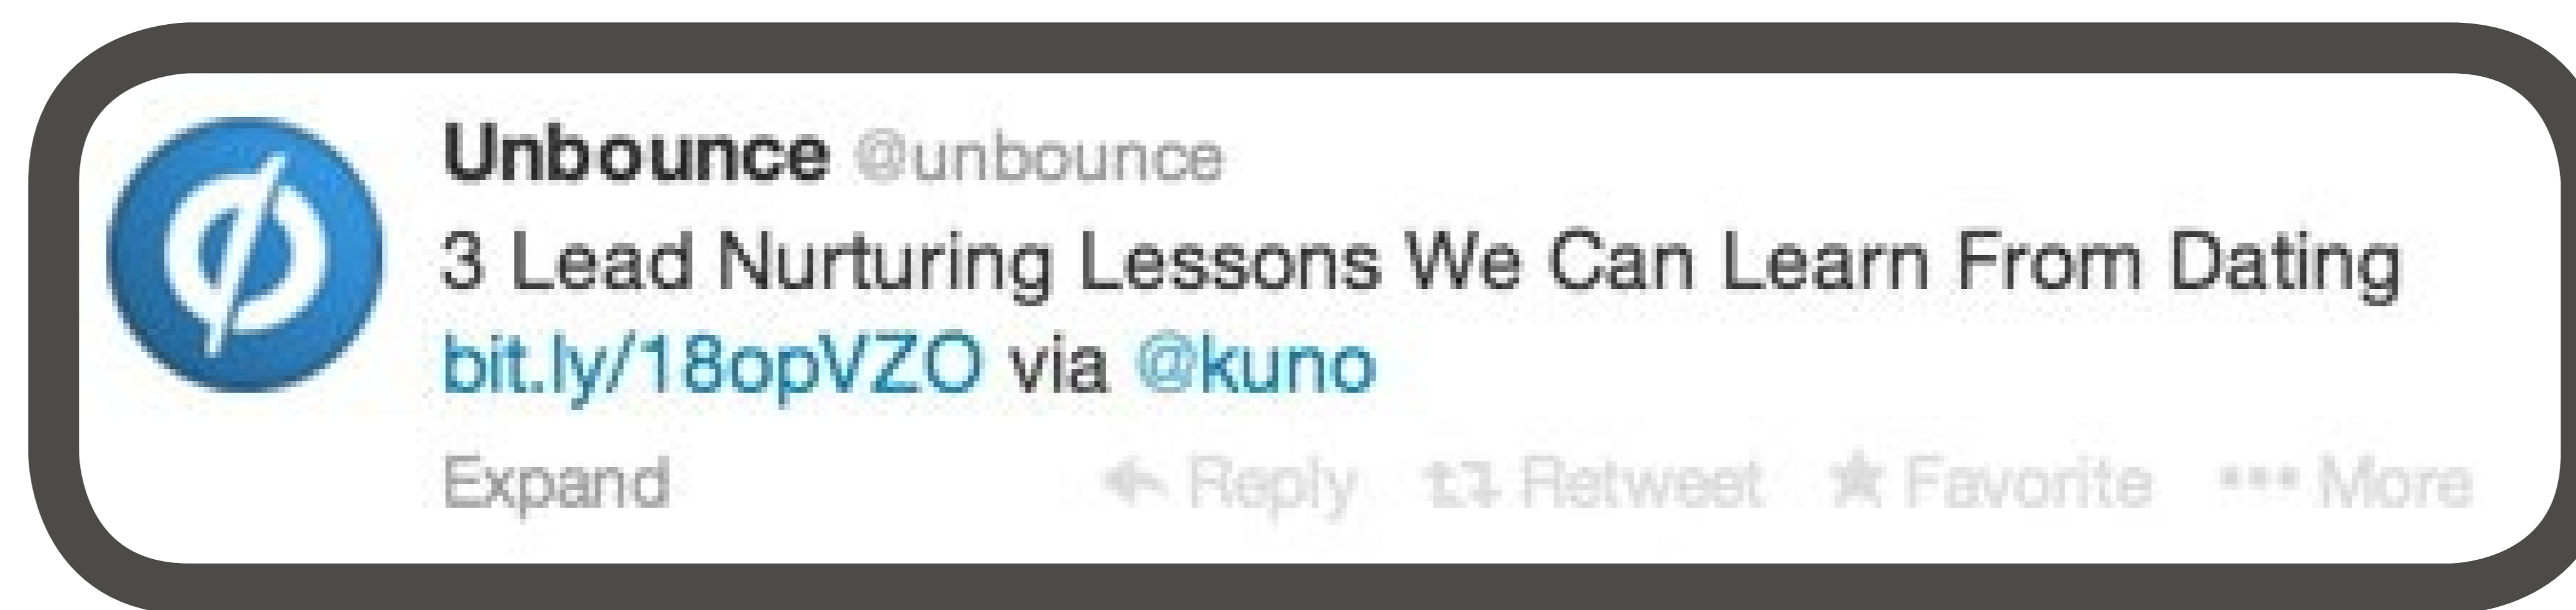 Unbounce @unbounce
3 Lead Nurturing Lessons We Can Learn From Dating
bit.ly/18opVZO via @kuno
Expand Reply Retweet Favorite More